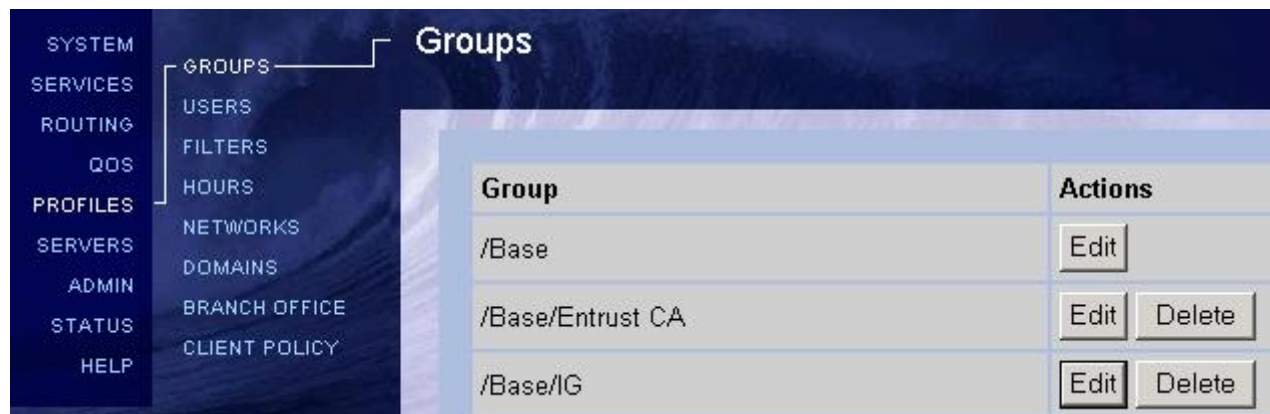 SYSTEM
SERVICES
ROUTING
QOS
PROFILES
SERVERS
ADMIN
STATUS
HELP
GROUPS
USERS
FILTERS
HOURS
NETWORKS
DOMAINS
BRANCH OFFICE
CLIENT POLICY
Groups
Group Actions
/Base Edit
/Base/Entrust CA Edit Delete
/Base/IG Edit Delete